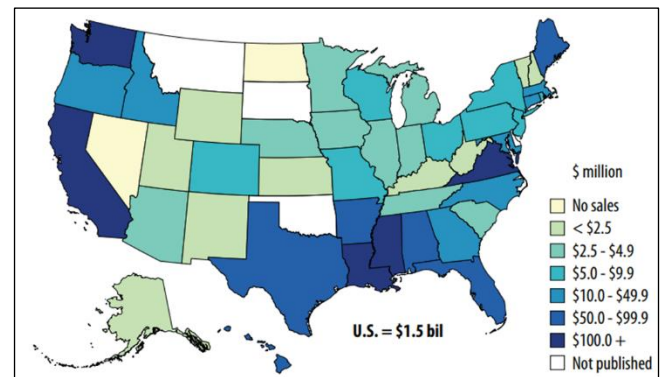 $ million
No sales
< $2.5
$2.5 - $4.9
$5.0 - $9.9
$10.0 - $49.9
$50.0 - $99.9
$100.0 +
Not published
U.S. = $1.5 bil